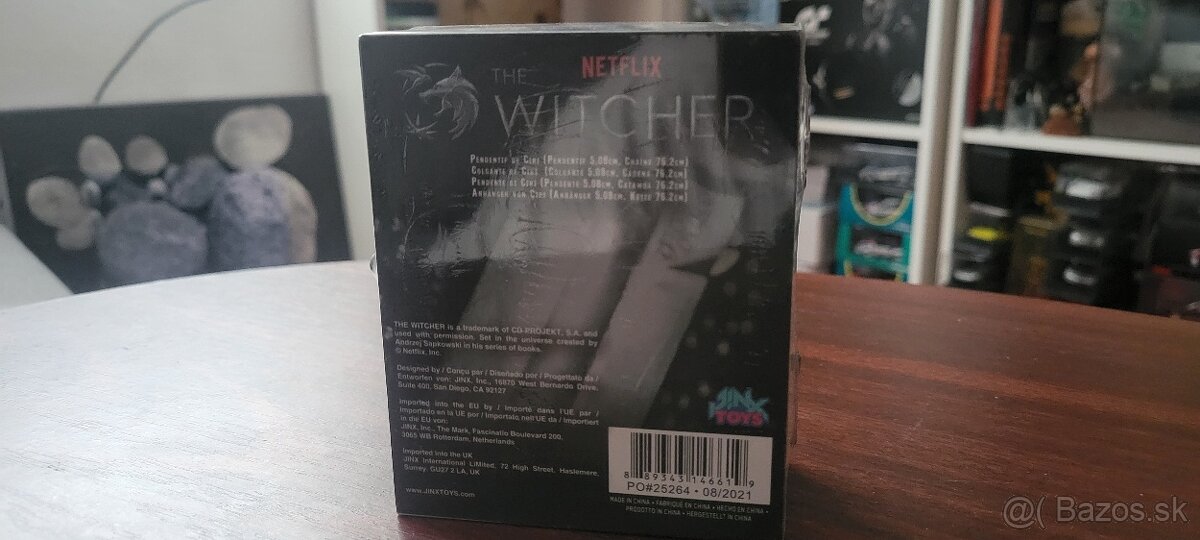 NETFLIX
THE
WITCHER
Pendentif de Ciri (Pendentif 5.08cm, Chaîne 76.2cm)
Colgante de Ciri (Colgante 5.08cm, Cadena 76.2cm)
Pendente di Ciri (Pendente 5.08cm, Catanoa 76.2cm)
Anhänger von Ciri (Anhänger 5.08cm, Kette 76.2cm)
THE WITCHER is a trademark of CD PROJEKT, S.A. and
used with permission. Set in the universe created by
Andrzej Sapkowski in his series of books.
© Netflix, Inc.
Designed by / Conçu par / Diseñado por / Progettato da /
Entworfen von: JINX, Inc., 16870 West Bernardo Drive,
Suite 400, San Diego, CA 92127
Imported into the EU by / Importé dans l'UE par /
Importado en la UE por / Importato nell'UE da / Importiert
in die EU von:
JINX, Inc., The Mark, Fascinatio Boulevard 200,
3065 WB Rotterdam, Netherlands
Imported into the UK
JINX International LiMited, 72 High Street, Haslemere,
Surrey, GU27 2 LA, UK
www.JINXTOYS.com
JINX
TOYS
8 89343 14661 9
PO#25264 • 08/2021
MADE IN CHINA • FABRIQUÉ EN CHINA • HECHO EN CHINA •
PRODOTTO IN CHINA • HERGESTELLT IN CHINA
@( Bazos.sk